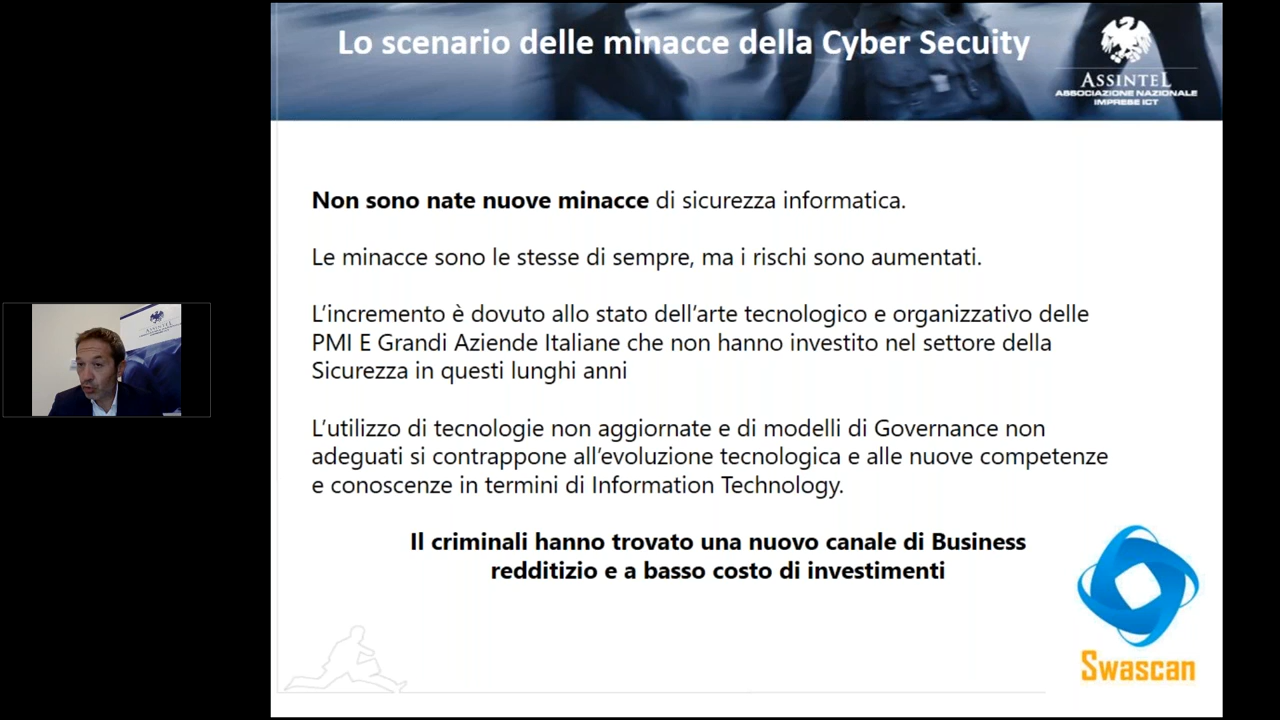 Lo scenario delle minacce della Cyber Secuity
ASSINTEL
ASSOCIAZIONE NAZIONALE
IMPRESE ICT
Non sono nate nuove minacce di sicurezza informatica.
Le minacce sono le stesse di sempre, ma i rischi sono aumentati.
L'incremento è dovuto allo stato dell'arte tecnologico e organizzativo delle
PMI E Grandi Aziende Italiane che non hanno investito nel settore della
Sicurezza in questi lunghi anni
L'utilizzo di tecnologie non aggiornate e di modelli di Governance non
adeguati si contrappone all'evoluzione tecnologica e alle nuove competenze
e conoscenze in termini di Information Technology.
Il criminali hanno trovato una nuovo canale di Business
redditizio e a basso costo di investimenti
Swascan
ASSINTEL